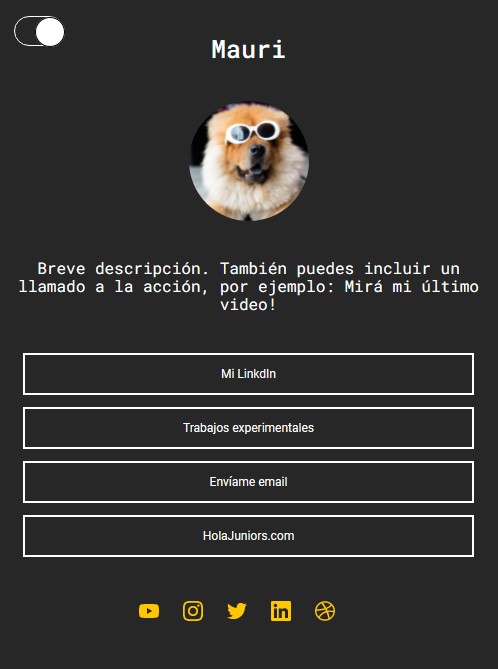 Mauri
Breve descripción. También puedes incluir un
llamado a la acción, por ejemplo: Mirá mi último
video!
Mi LinkdIn
Trabajos experimentales
Envíame email
HolaJuniors.com